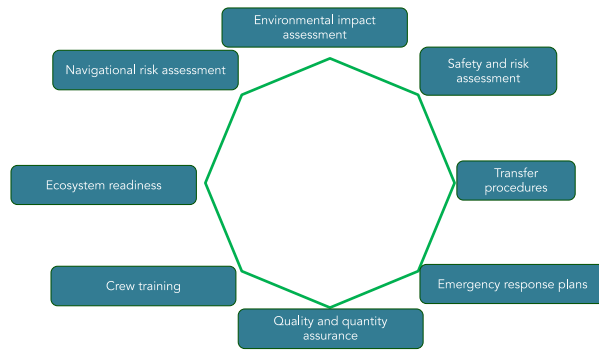 Environmental impact
assessment
Navigational risk assessment
Safety and risk
assessment
Ecosystem readiness
Transfer
procedures
Crew training
Emergency response plans
Quality and quantity
assurance